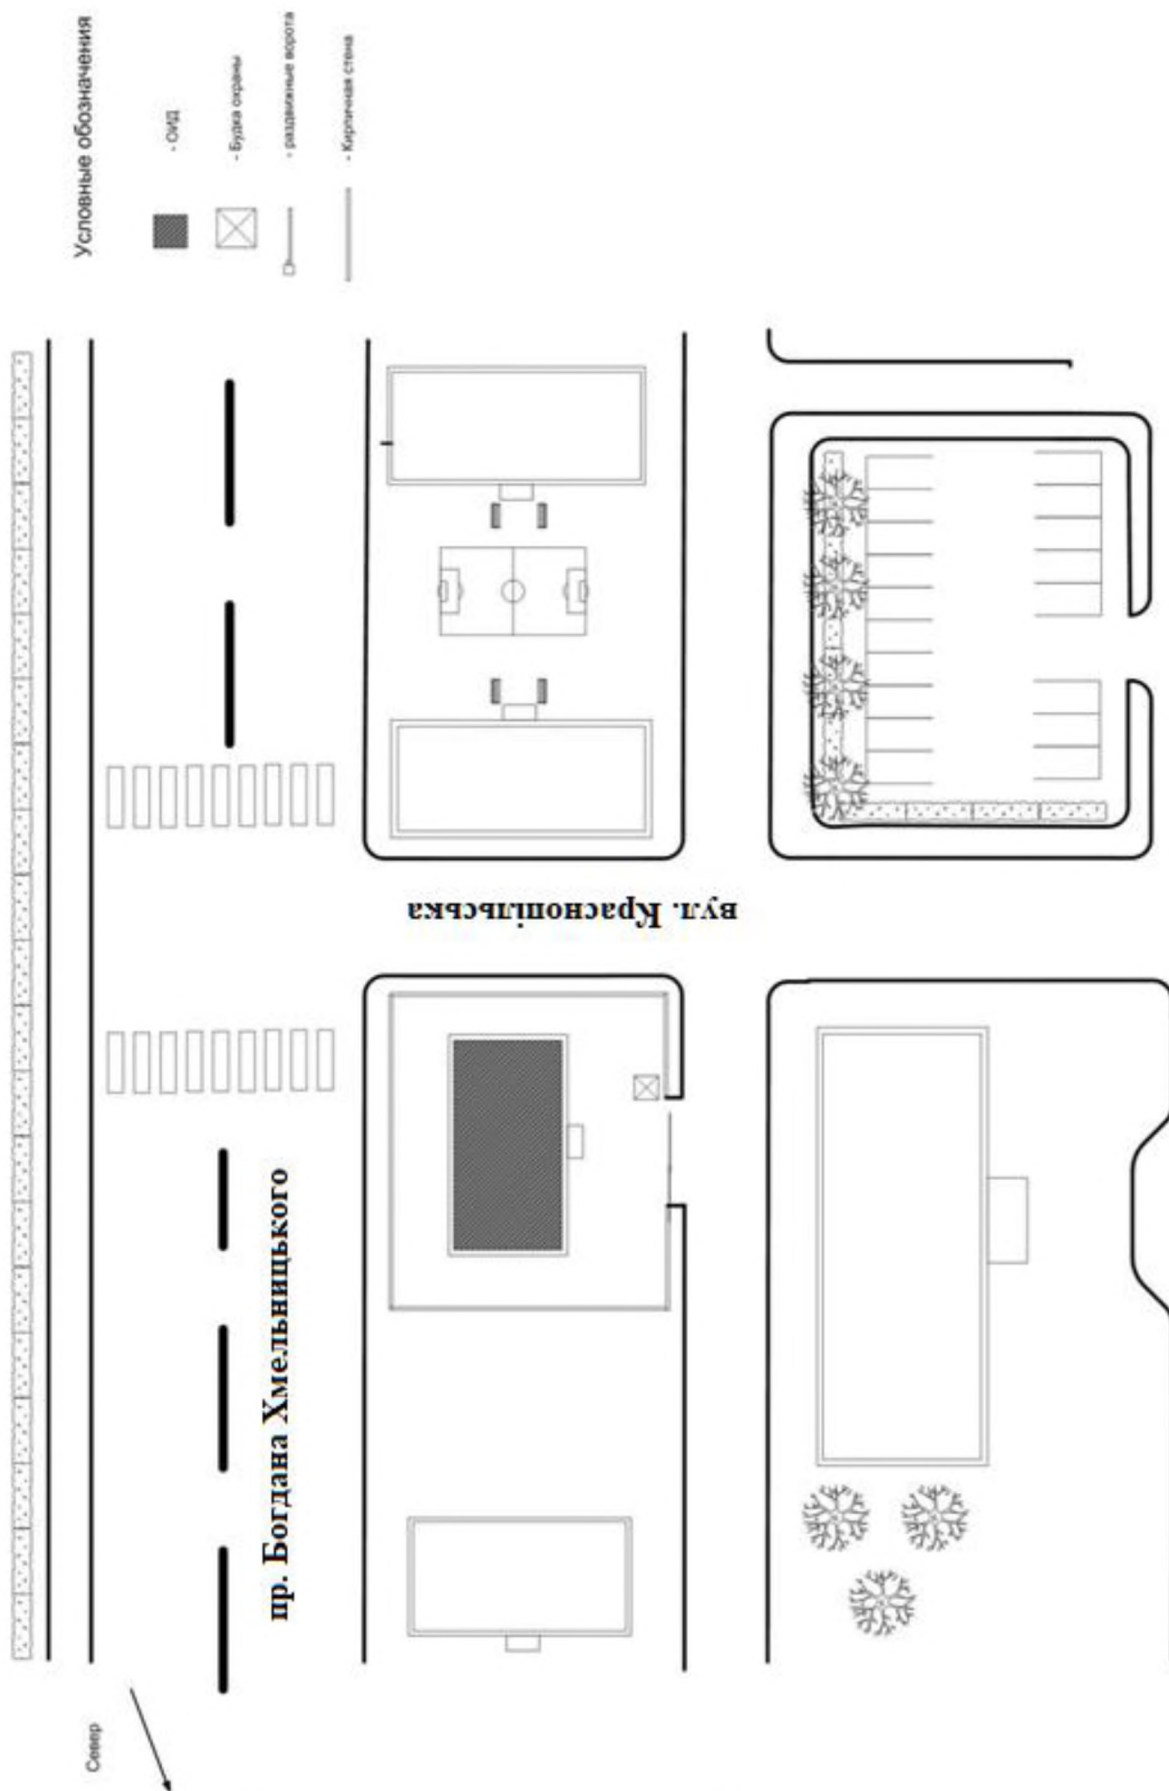 Условные обозначения
- ОИД
- Будка охраны
- раздвижные ворота
- Кирпичная стена
вул. Краснопільська
пр. Богдана Хмельницького
Север